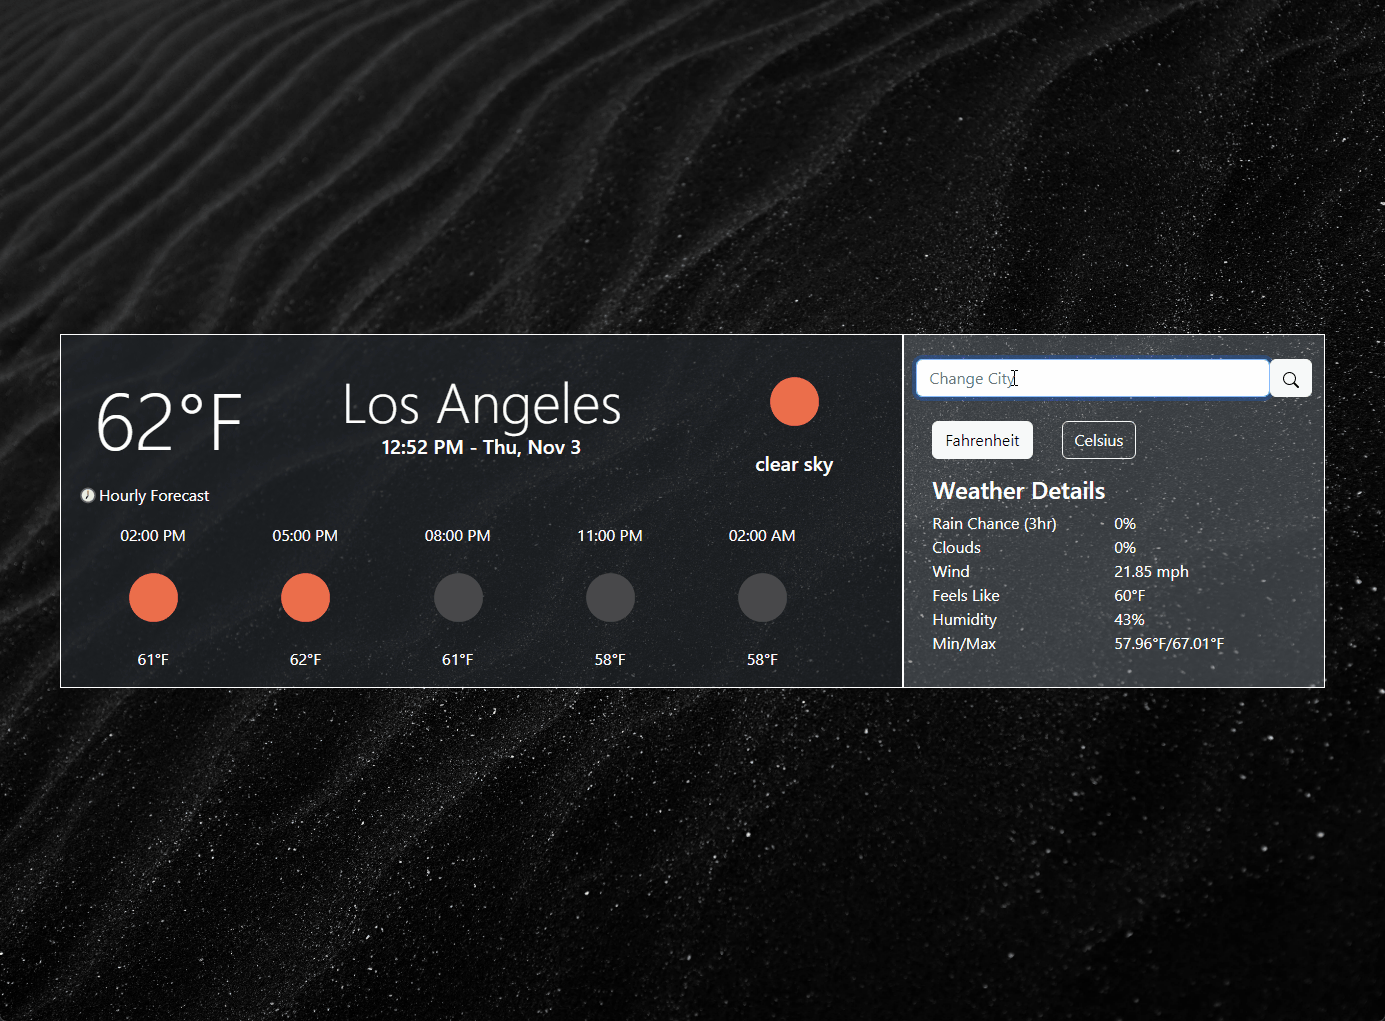 62°F
Los Angeles
12:52 PM - Thu, Nov 3
clear sky
Hourly Forecast
02:00 PM 05:00 PM 08:00 PM 11:00 PM 02:00 AM
61°F 62°F 61°F 58°F 58°F
Change City
Fahrenheit Celsius
Weather Details
Rain Chance (3hr) 0%
Clouds 0%
Wind 21.85 mph
Feels Like 60°F
Humidity 43%
Min/Max 57.96°F/67.01°F